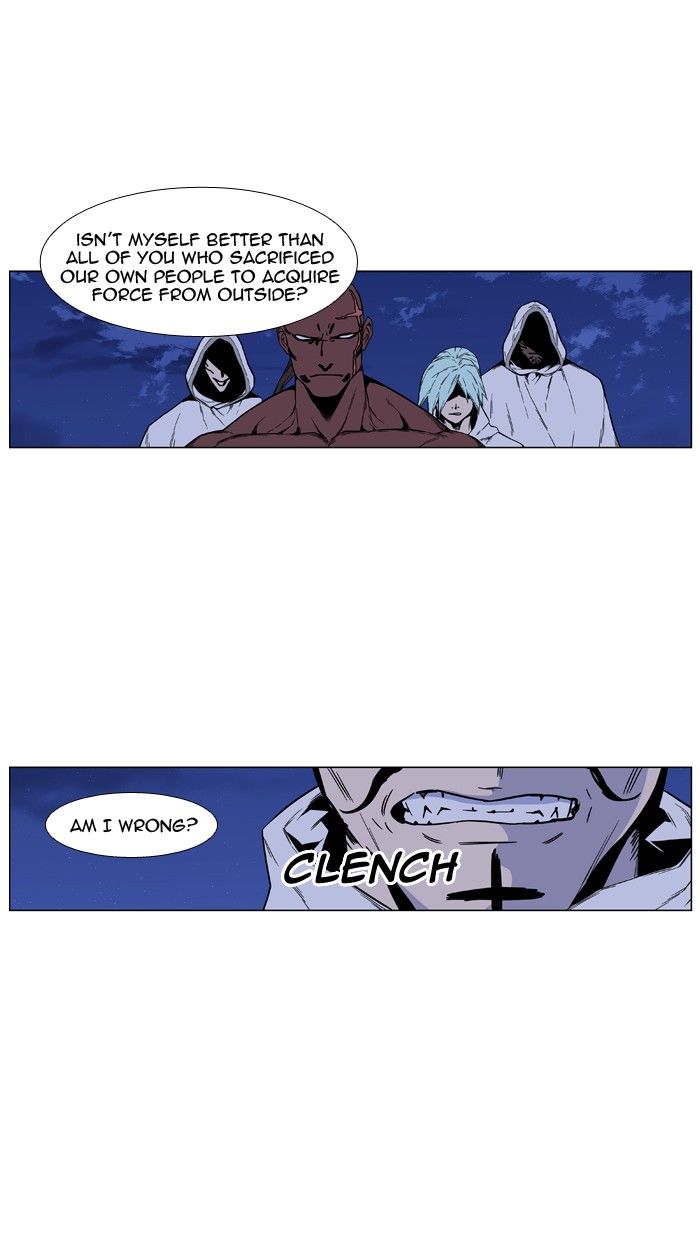 ISN'T MYSELF BETTER THAN
ALL OF YOU WHO SACRIFICED
OUR OWN PEOPLE TO ACQUIRE
FORCE FROM OUTSIDE?
AM I WRONG?
CLENCH